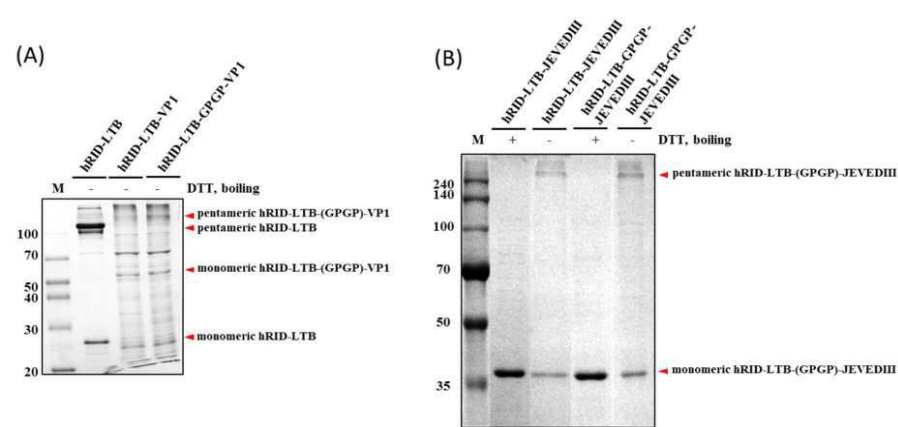 (A)
hRID-LTB
hRID-LTB-VP1
hRID-LTB-GPGP-VP1
M - - - DTT, boiling
100
70
50
40
30
20
pentameric hRID-LTB-(GPGP)-VP1
pentameric hRID-LTB
monomeric hRID-LTB-(GPGP)-VP1
monomeric hRID-LTB
(B)
hRID-LTB-JEVEDIII
hRID-LTB-JEVEDIII
hRID-LTB-GPGP-
JEVEDIII
hRID-LTB-GPGP-
JEVEDIII
M + - + - DTT, boiling
240
140
100
70
50
35
pentameric hRID-LTB-(GPGP)-JEVEDIII
monomeric hRID-LTB-(GPGP)-JEVEDIII